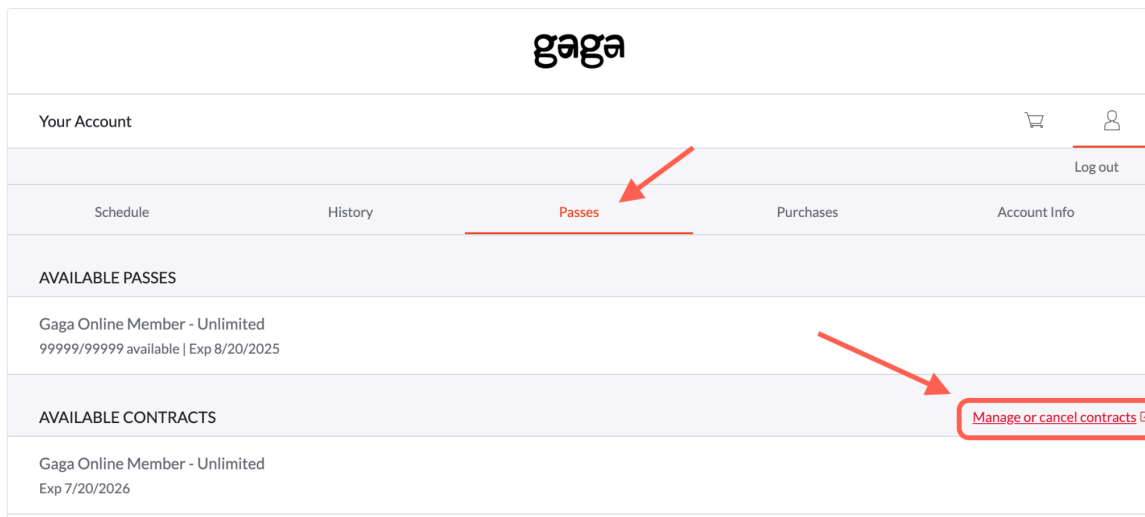 gaga
Your Account
Log out
Schedule History Passes Purchases Account Info
AVAILABLE PASSES
Gaga Online Member - Unlimited
99999/99999 available | Exp 8/20/2025
AVAILABLE CONTRACTS Manage or cancel contracts
Gaga Online Member - Unlimited
Exp 7/20/2026